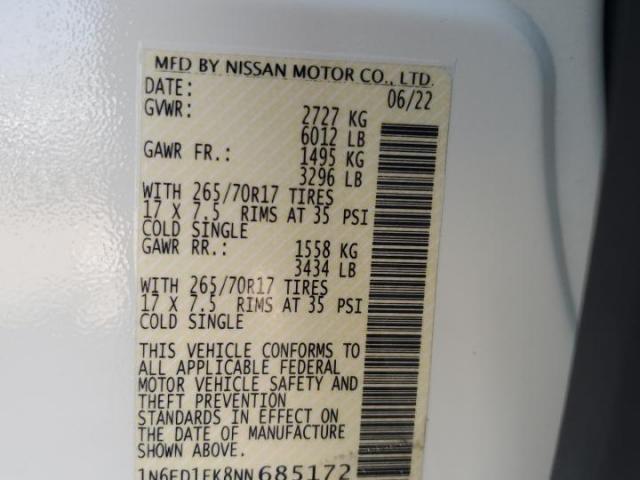 MFD BY NISSAN MOTOR CO., LTD.
DATE: 06/22
GVWR: 2727 KG
6012 LB
GAWR FR.: 1495 KG
3296 LB
WITH 265/70R17 TIRES
17 X 7.5 RIMS AT 35 PSI
COLD SINGLE
GAWR RR.: 1558 KG
3434 LB
WITH 265/70R17 TIRES
17 X 7.5 RIMS AT 35 PSI
COLD SINGLE
THIS VEHICLE CONFORMS TO
ALL APPLICABLE FEDERAL
MOTOR VEHICLE SAFETY AND
THEFT PREVENTION
STANDARDS IN EFFECT ON
THE DATE OF MANUFACTURE
SHOWN ABOVE.
1N6ED1EK8NN685172